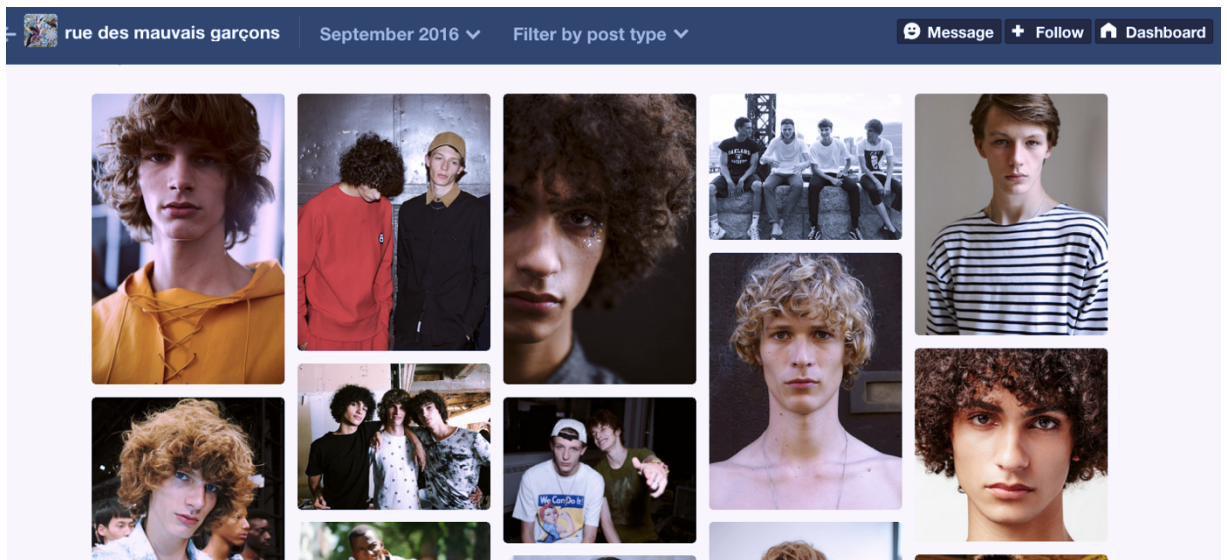 rue des mauvais garçons
September 2016
Filter by post type
Message
Follow
Dashboard
OAKLAND
We Can Do It!